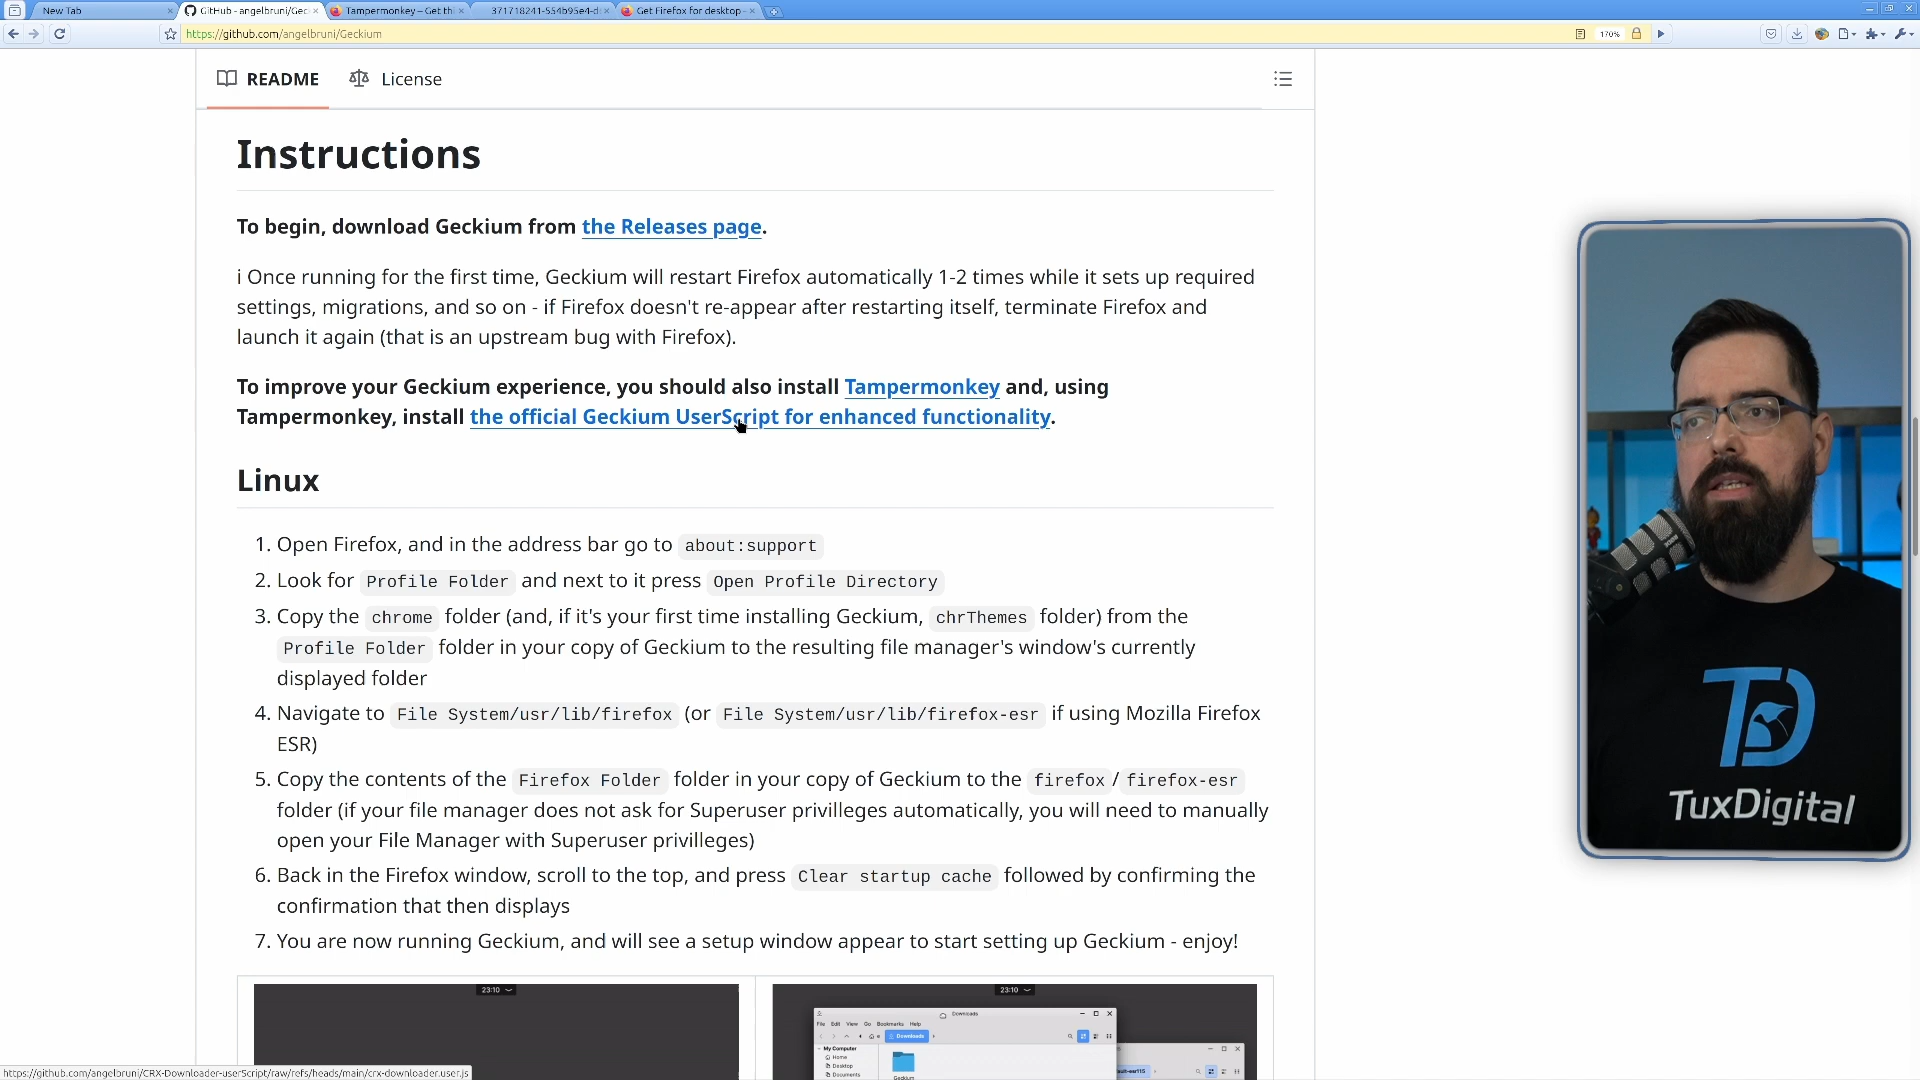 New Tab
GitHub - angelbruni/Geck
Tampermonkey – Get thi
371718241-554b95e4-d
Get Firefox for desktop -
https://github.com/angelbruni/Geckium
170%
README
License
Instructions
To begin, download Geckium from the Releases page.
i Once running for the first time, Geckium will restart Firefox automatically 1-2 times while it sets up required
settings, migrations, and so on - if Firefox doesn't re-appear after restarting itself, terminate Firefox and
launch it again (that is an upstream bug with Firefox).
To improve your Geckium experience, you should also install Tampermonkey and, using
Tampermonkey, install the official Geckium UserScript for enhanced functionality.
Linux
1. Open Firefox, and in the address bar go to about:support
2. Look for Profile Folder and next to it press Open Profile Directory
3. Copy the chrome folder (and, if it's your first time installing Geckium, chrThemes folder) from the
Profile Folder folder in your copy of Geckium to the resulting file manager's window's currently
displayed folder
4. Navigate to File System/usr/lib/firefox (or File System/usr/lib/firefox-esr if using Mozilla Firefox
ESR)
5. Copy the contents of the Firefox Folder folder in your copy of Geckium to the firefox/firefox-esr
folder (if your file manager does not ask for Superuser privilleges automatically, you will need to manually
open your File Manager with Superuser privilleges)
6. Back in the Firefox window, scroll to the top, and press Clear startup cache followed by confirming the
confirmation that then displays
7. You are now running Geckium, and will see a setup window appear to start setting up Geckium - enjoy!
23:10
23:10
Downloads
File Edit View Go Bookmarks Help
Downloads
My Computer
Home
Desktop
Documents
Geckium
https://github.com/angelbruni/CRX-Downloader-userScript/raw/refs/heads/main/crx-downloader.user.js
TD
TuxDigital